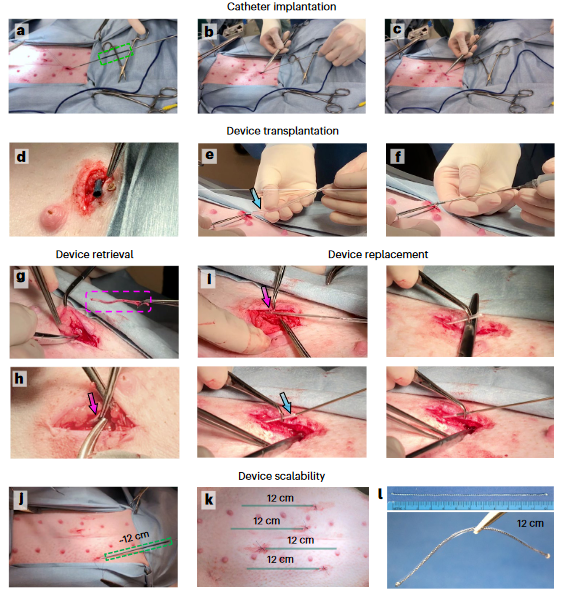 Catheter implantation
a
b
c
Device transplantation
d
e
f
Device retrieval
Device replacement
g
i
h
Device scalability
j
~12 cm
k
12 cm
12 cm
12 cm
12 cm
l
12 cm